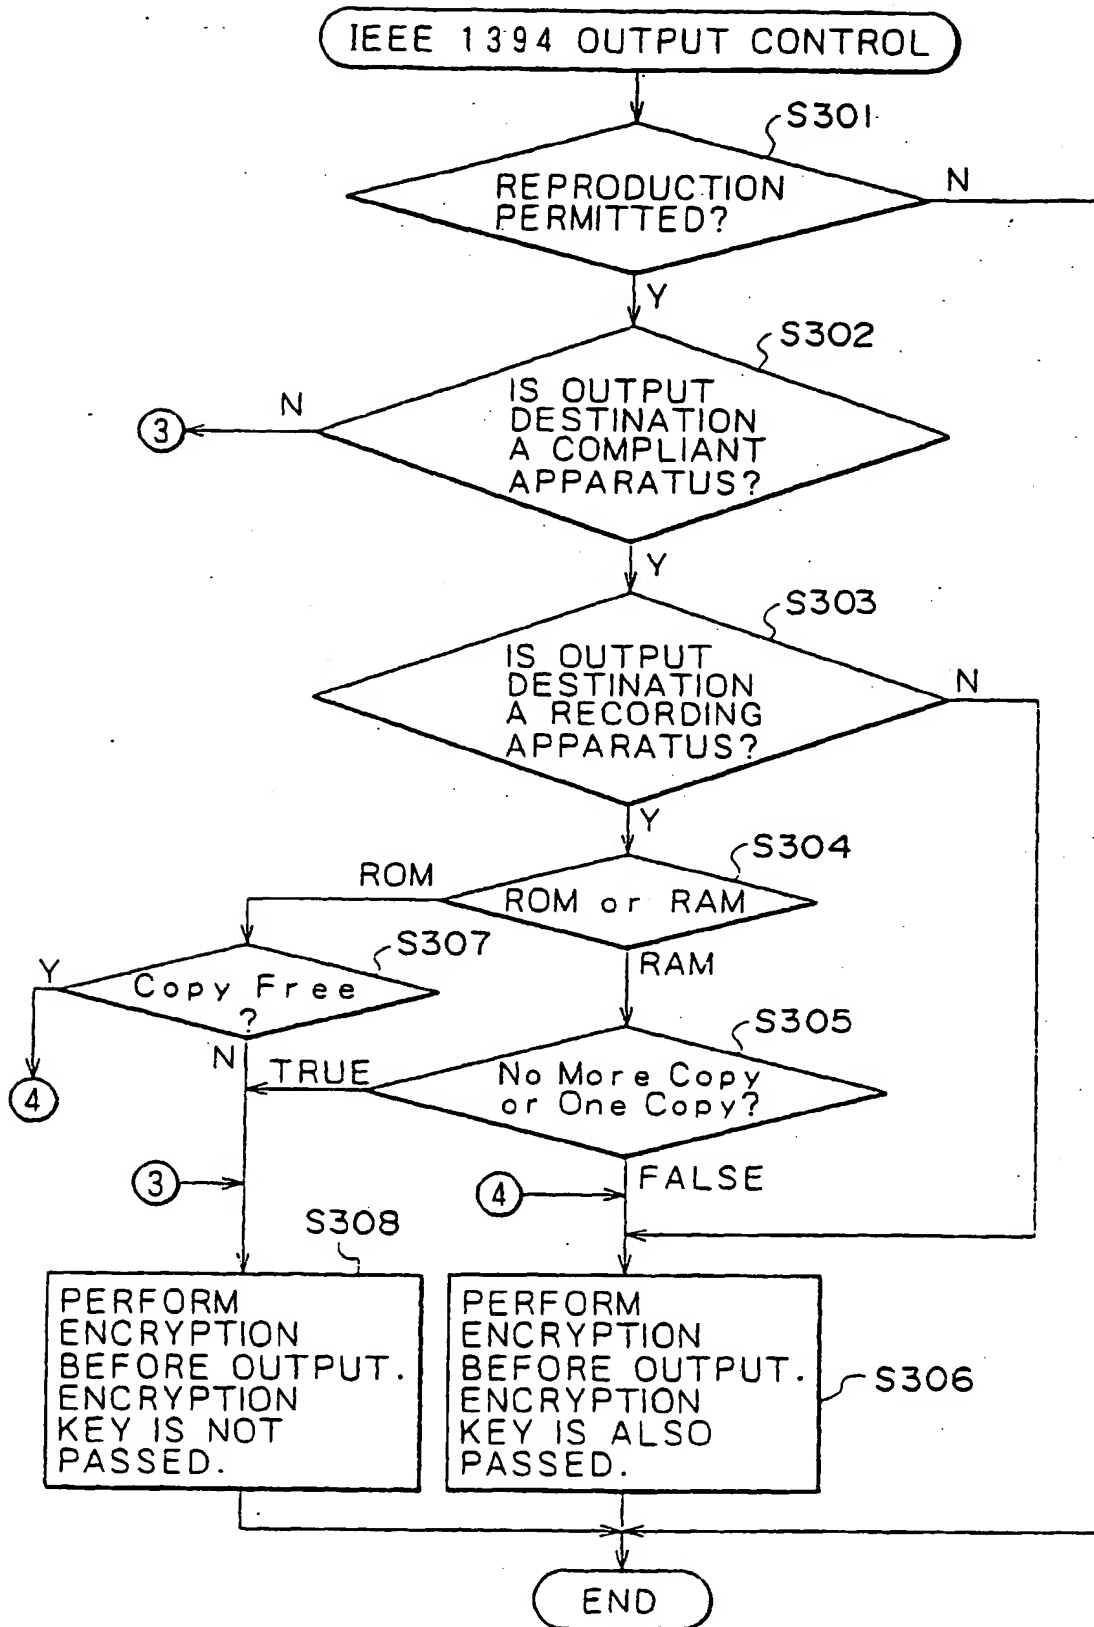 IEEE 1394 OUTPUT CONTROL
S301
REPRODUCTION
PERMITTED?
N
Y
S302
IS OUTPUT
DESTINATION
A COMPLIANT
APPARATUS?
N
3
Y
S303
IS OUTPUT
DESTINATION
A RECORDING
APPARATUS?
N
Y
S304
ROM or RAM
ROM
RAM
S307
Copy Free
?
Y
N
4
S305
No More Copy
or One Copy?
TRUE
FALSE
3
4
S308
PERFORM
ENCRYPTION
BEFORE OUTPUT.
ENCRYPTION
KEY IS NOT
PASSED.
PERFORM
ENCRYPTION
BEFORE OUTPUT.
ENCRYPTION
KEY IS ALSO
PASSED.
S306
END